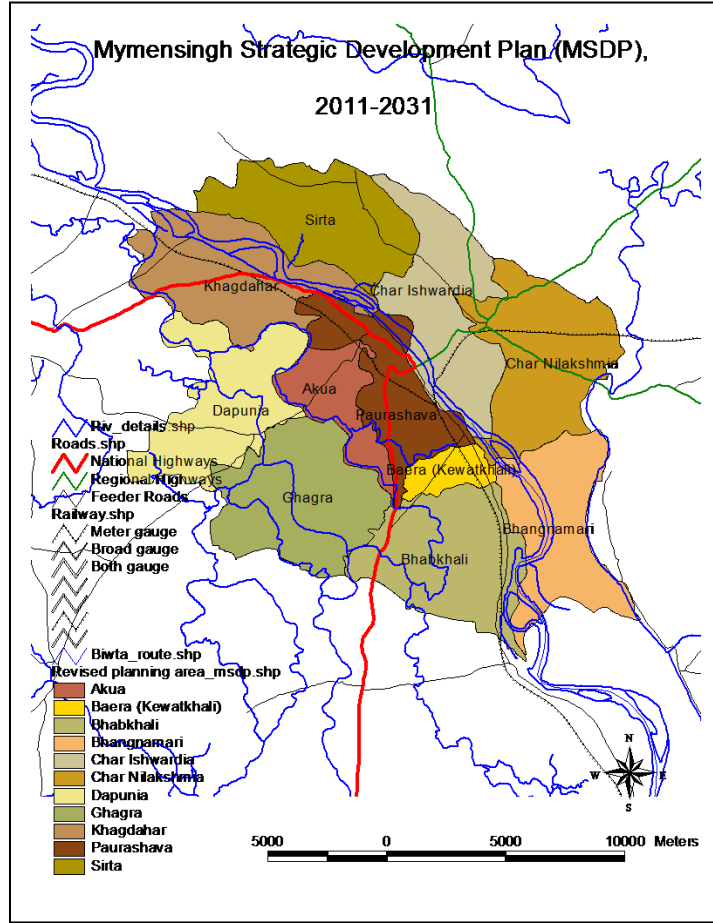 Mymensingh Strategic Development Plan (MSDP),
2011-2031
Sirta
Khagdahar
Char Ishwardia
Char Nilakshmia
Akua
Dapunia
Paurashava
Baera (Kewatkhali)
Ghagra
Bhangnamari
Bhabkhali
Riv_details.shp
Roads.shp
National Highways
Regional Highways
Feeder Roads
Railway.shp
Meter gauge
Broad gauge
Both gauge
Biwta_route.shp
Revised planning area_msdp.shp
Akua
Baera (Kewatkhali)
Bhabkhali
Bhangnamari
Char Ishwardia
Char Nilakshmia
Dapunia
Ghagra
Khagdahar
Paurashava
Sirta
N
W E
S
5000 0 5000 10000 Meters